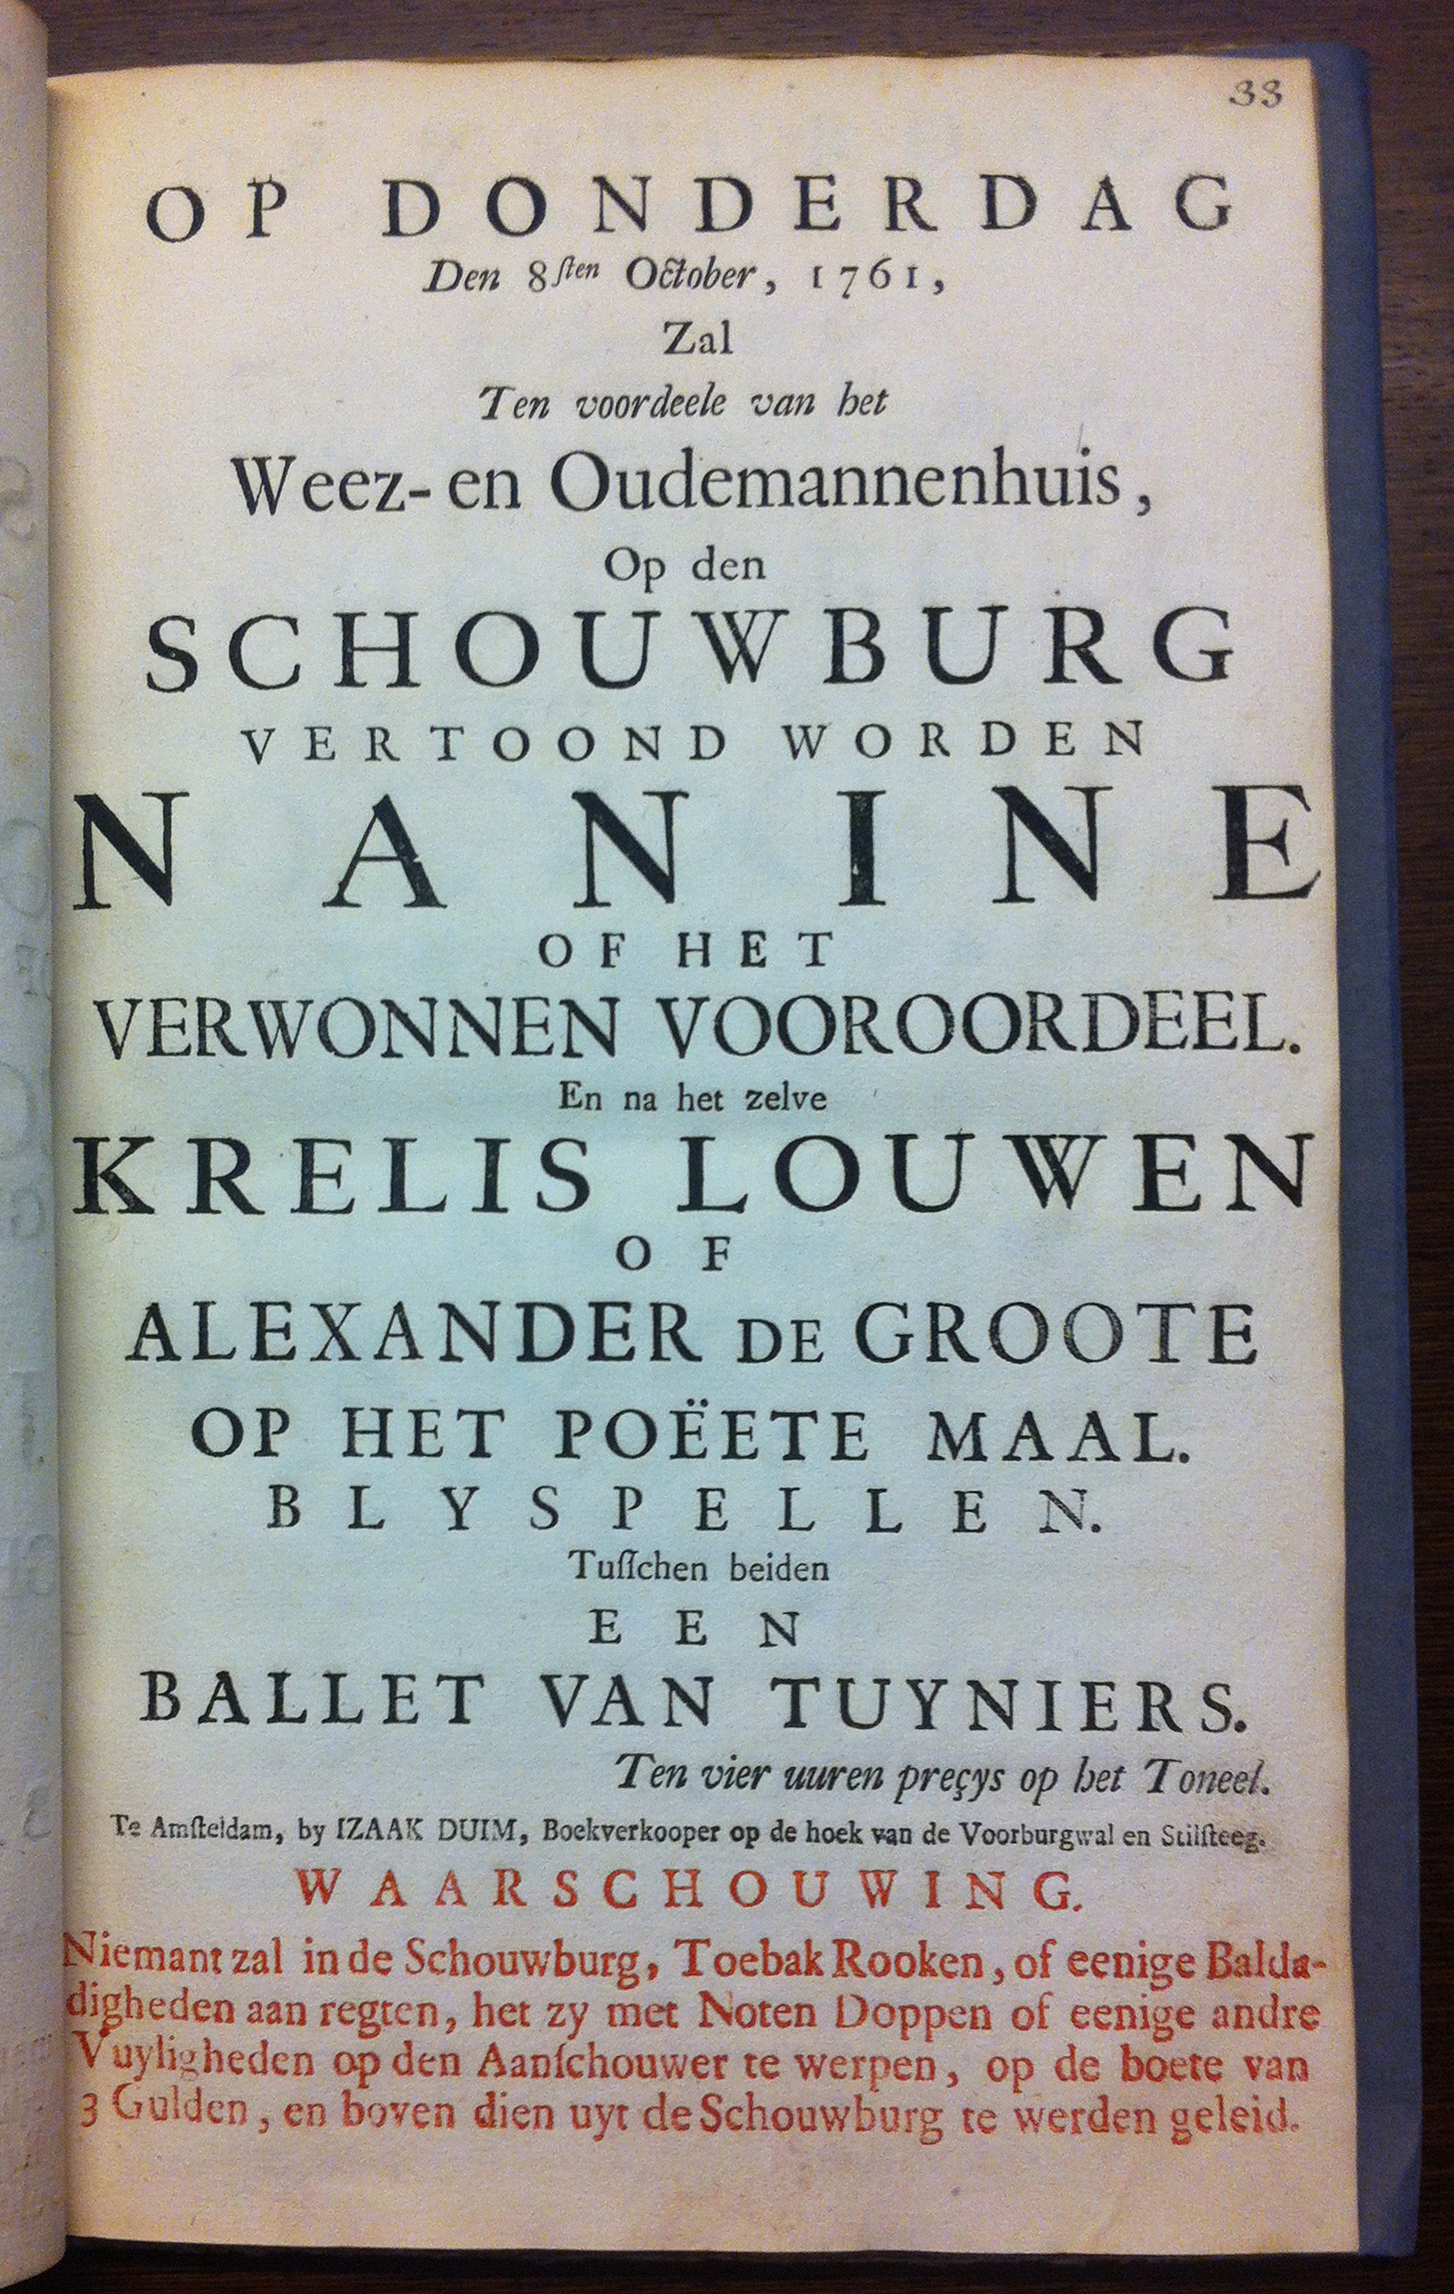 33
OP DONDERDAG
Den 8ſten October, 1761,
Zal
Ten voordeele van het
Weez- en Oudemannenhuis,
Op den
SCHOUWBURG
VERTOOND WORDEN
NANINE
OF HET
VERWONNEN VOOROORDEEL.
En na het zelve
KRELIS LOUWEN
OF
ALEXANDER DE GROOTE
OP HET POËETE MAAL.
BLYSPELLEN.
Tuſſchen beiden
EEN
BALLET VAN TUYNIERS.
Ten vier uuren preçys op het Toneel.
Te Amſteldam, by IZAAK DUIM, Boekverkooper op de hoek van de Voorburgwal en Stilſteeg.
WAARSCHOUWING.
Niemant zal in de Schouwburg, Toebak Rooken, of eenige Balda-
digheden aan regten, het zy met Noten Doppen of eenige andre
Vuyligheden op den Aanſchouwer te werpen, op de boete van
3 Gulden, en boven dien uyt de Schouwburg te werden geleid.